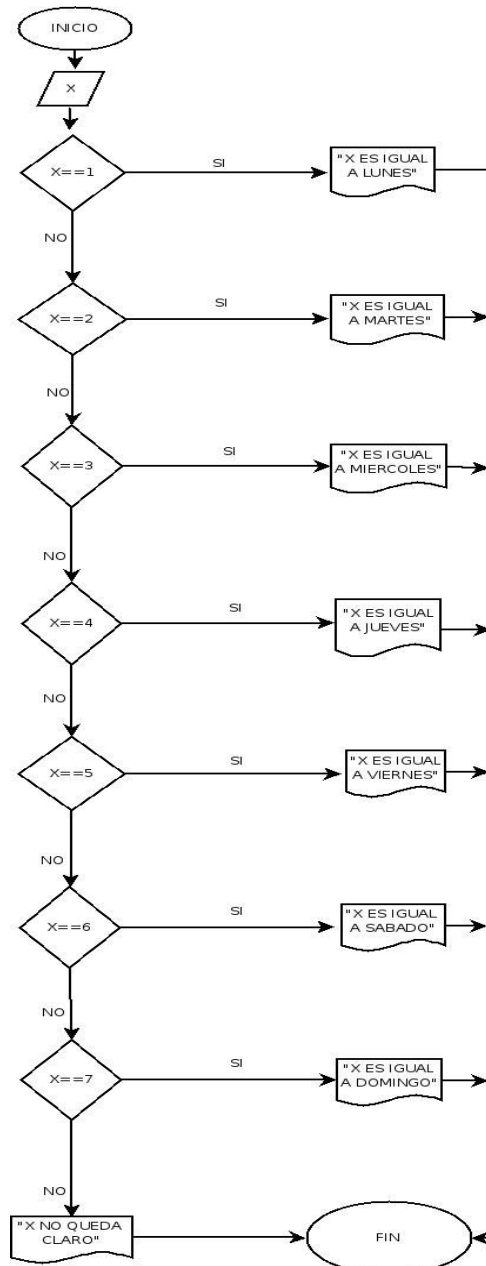 INICIO
X
X==1
SI
"X ES IGUAL
A LUNES"
NO
X==2
SI
"X ES IGUAL
A MARTES"
NO
X==3
SI
"X ES IGUAL
A MIERCOLES"
NO
X==4
SI
"X ES IGUAL
A JUEVES"
NO
X==5
SI
"X ES IGUAL
A VIERNES"
NO
X==6
SI
"X ES IGUAL
A SABADO"
NO
X==7
SI
"X ES IGUAL
A DOMINGO"
NO
"X NO QUEDA
CLARO"
FIN